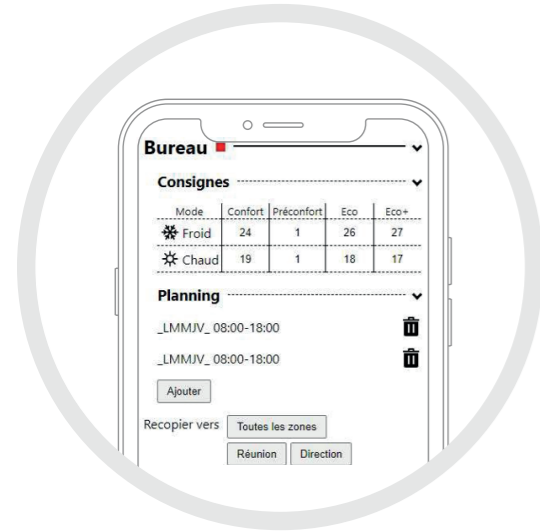 Bureau
Consignes
Mode Confort Préconfort Eco Eco+
Froid 24 1 26 27
Chaud 19 1 18 17
Planning
_LMMJV_ 08:00-18:00
_LMMJV_ 08:00-18:00
Ajouter
Recopier vers Toutes les zones
Réunion Direction